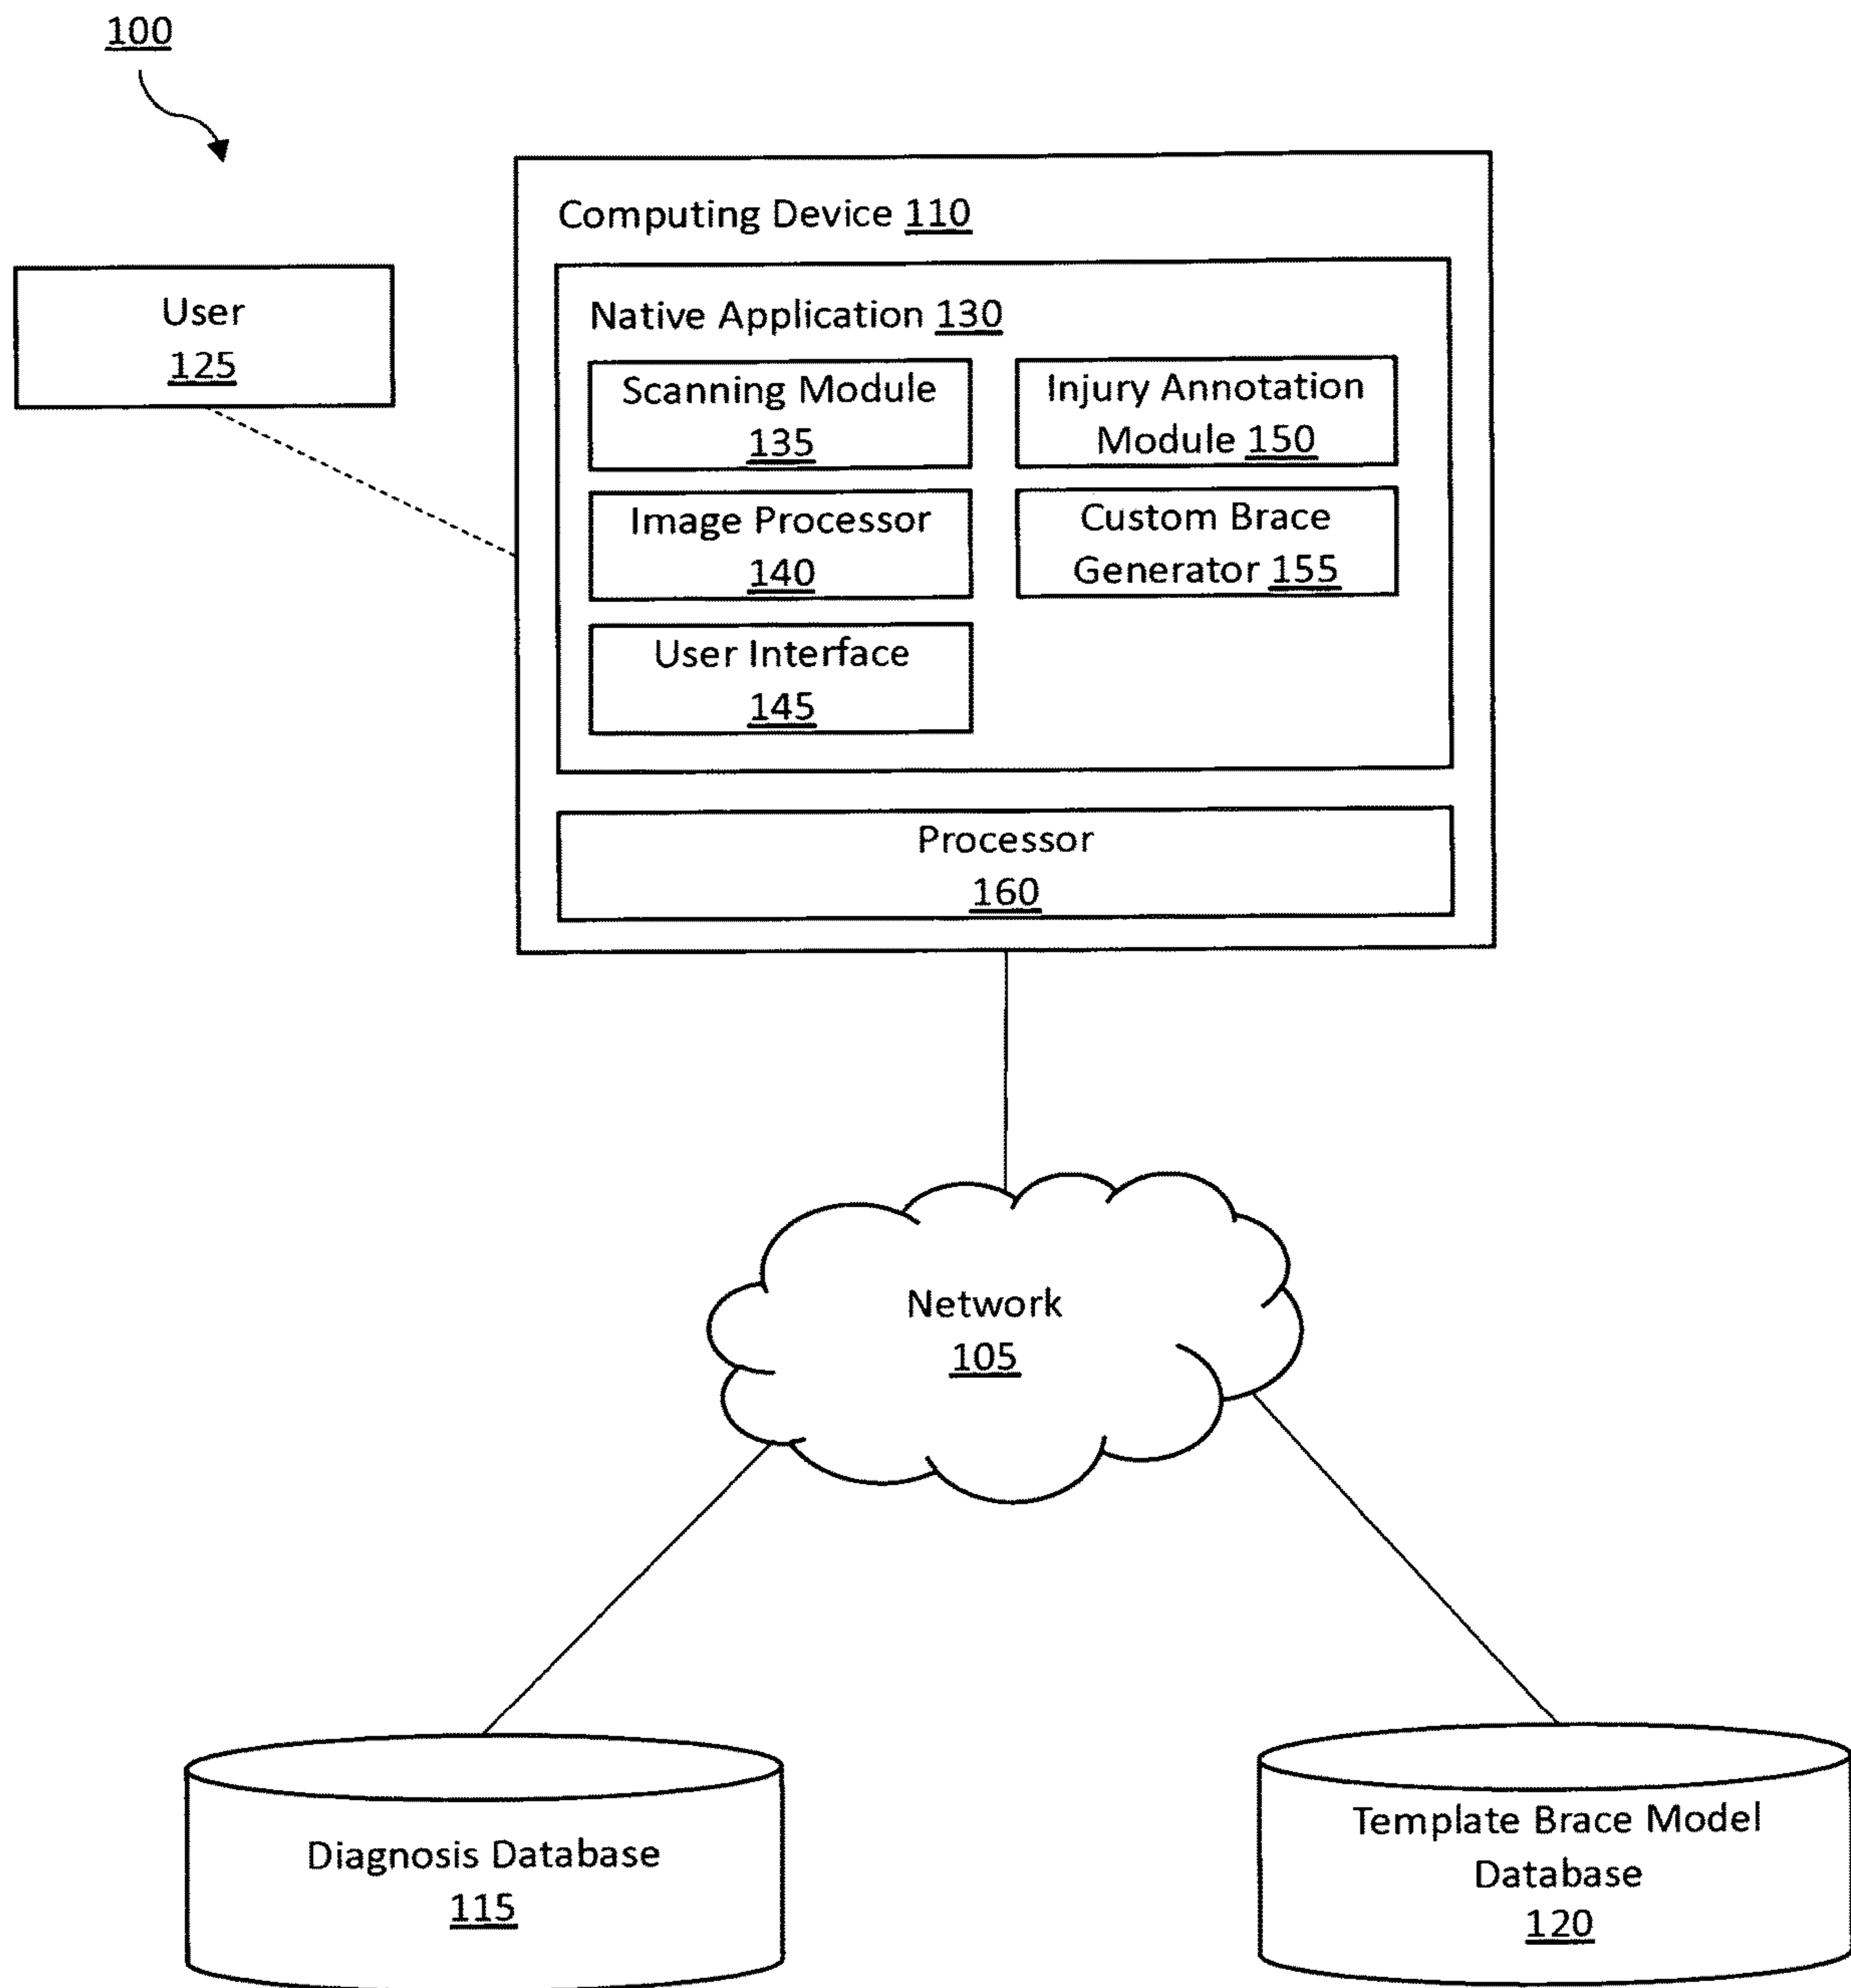 100
Computing Device 110
User
125
Native Application 130
Scanning Module
135
Injury Annotation
Module 150
Image Processor
140
Custom Brace
Generator 155
User Interface
145
Processor
160
Network
105
Diagnosis Database
115
Template Brace Model
Database
120